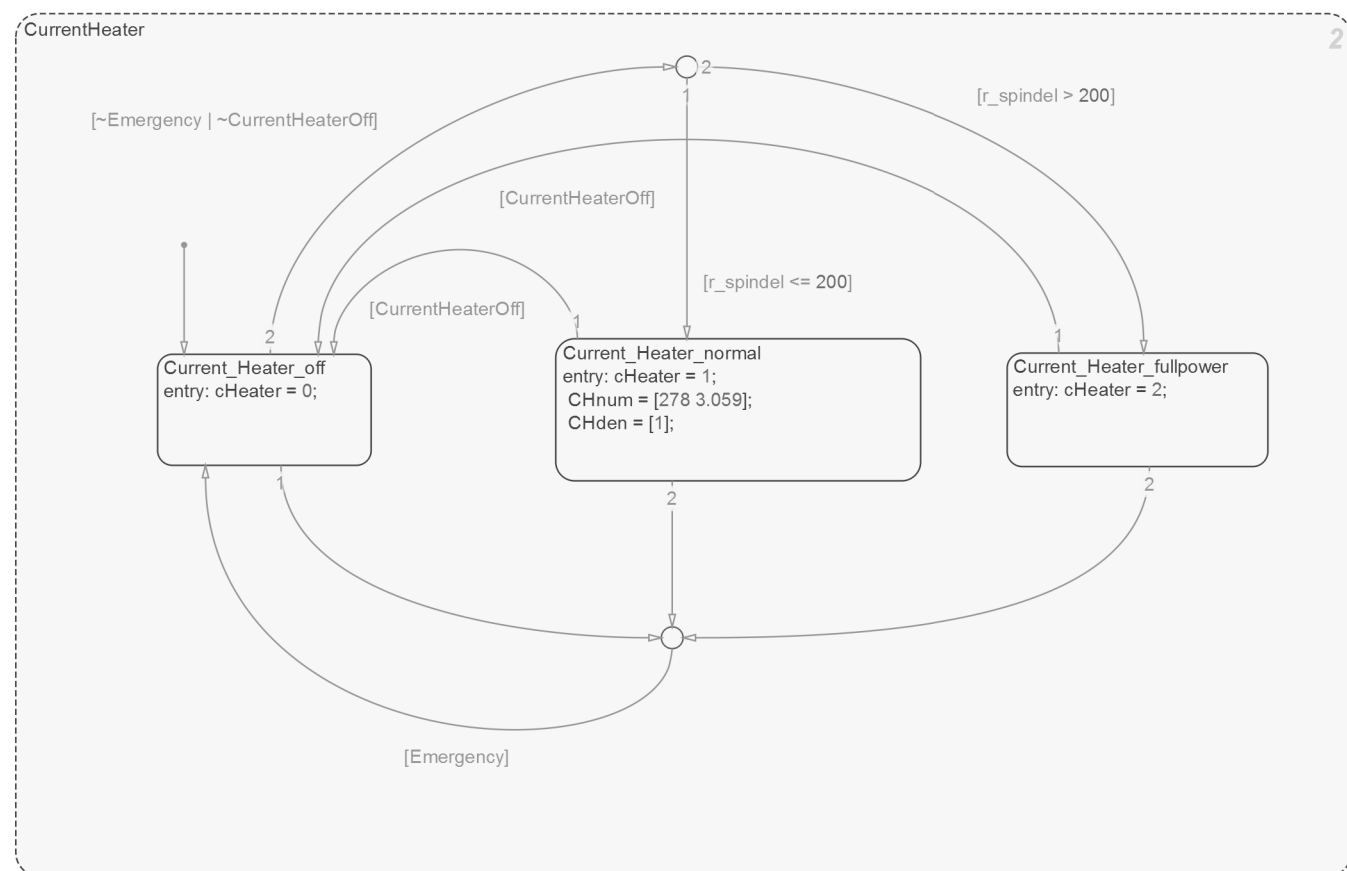 CurrentHeater
2
2
1
[r_spindel > 200]
[~Emergency | ~CurrentHeaterOff]
[CurrentHeaterOff]
[r_spindel <= 200]
[CurrentHeaterOff]
1
2
1
Current_Heater_off
entry: cHeater = 0;
Current_Heater_normal
entry: cHeater = 1;
CHnum = [278 3.059];
CHden = [1];
Current_Heater_fullpower
entry: cHeater = 2;
1
2
2
[Emergency]